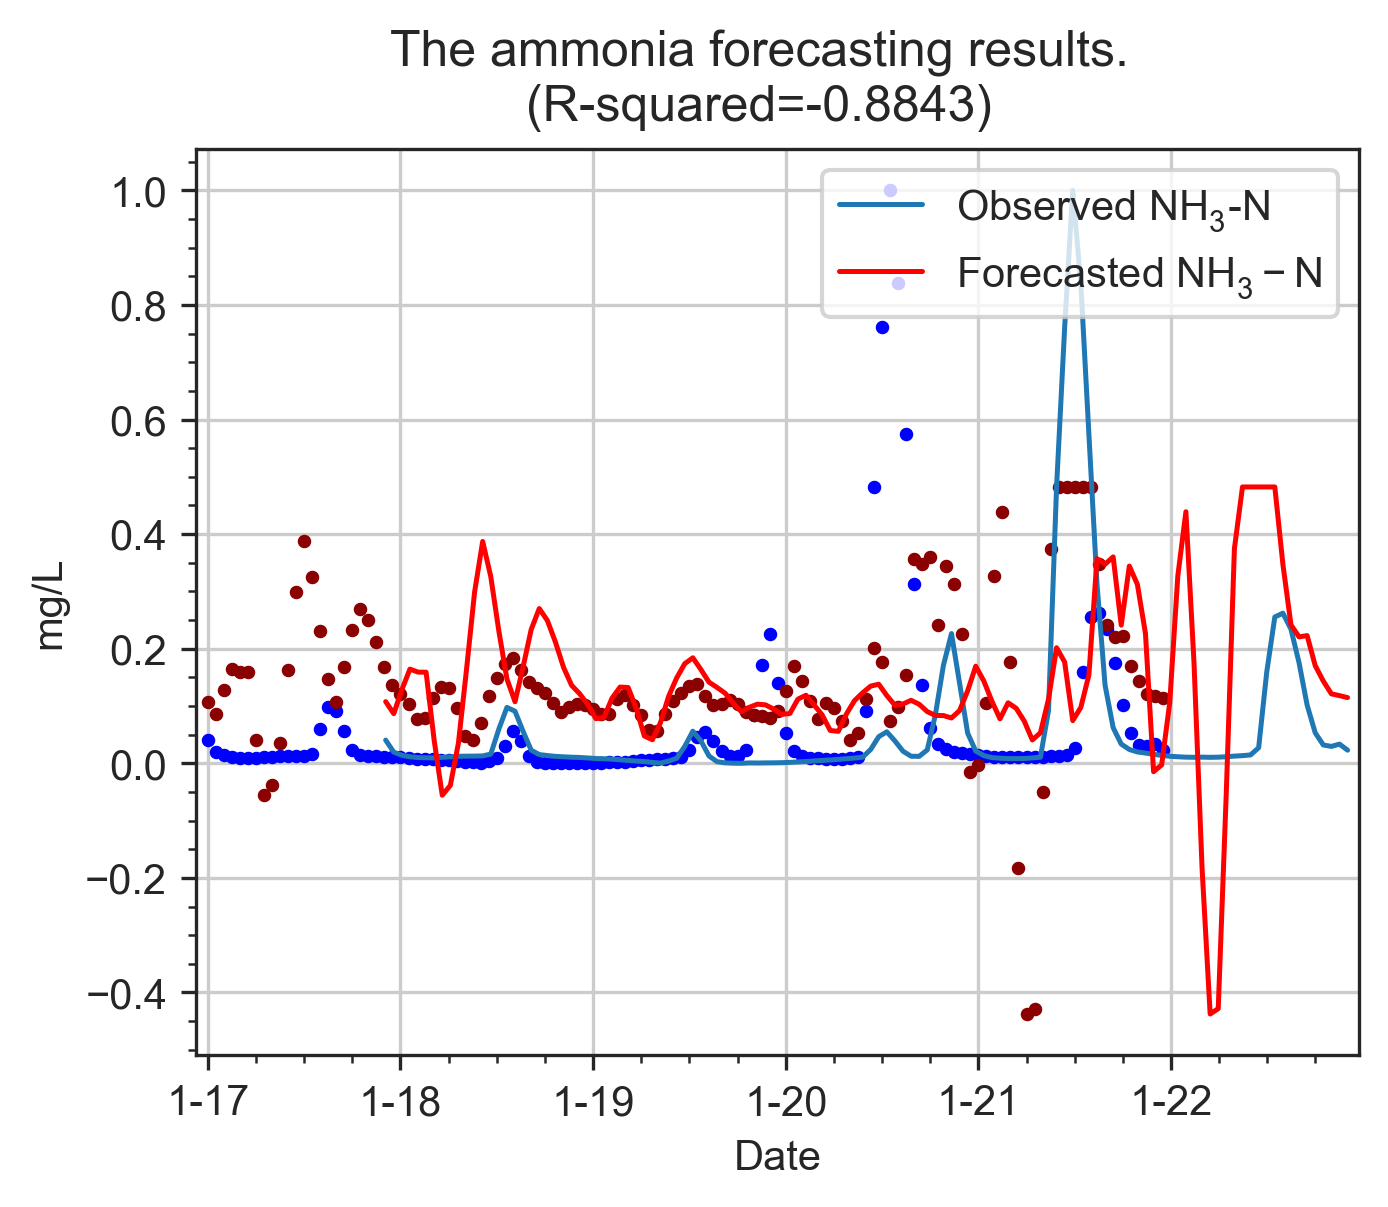 The ammonia forecasting results.
(R-squared=-0.8843)
Observed NH3-N
Forecasted NH3 − N
1.0
0.8
0.6
0.4
0.2
0.0
−0.2
−0.4
mg/L
1-17
1-18
1-19
1-20
1-21
1-22
Date